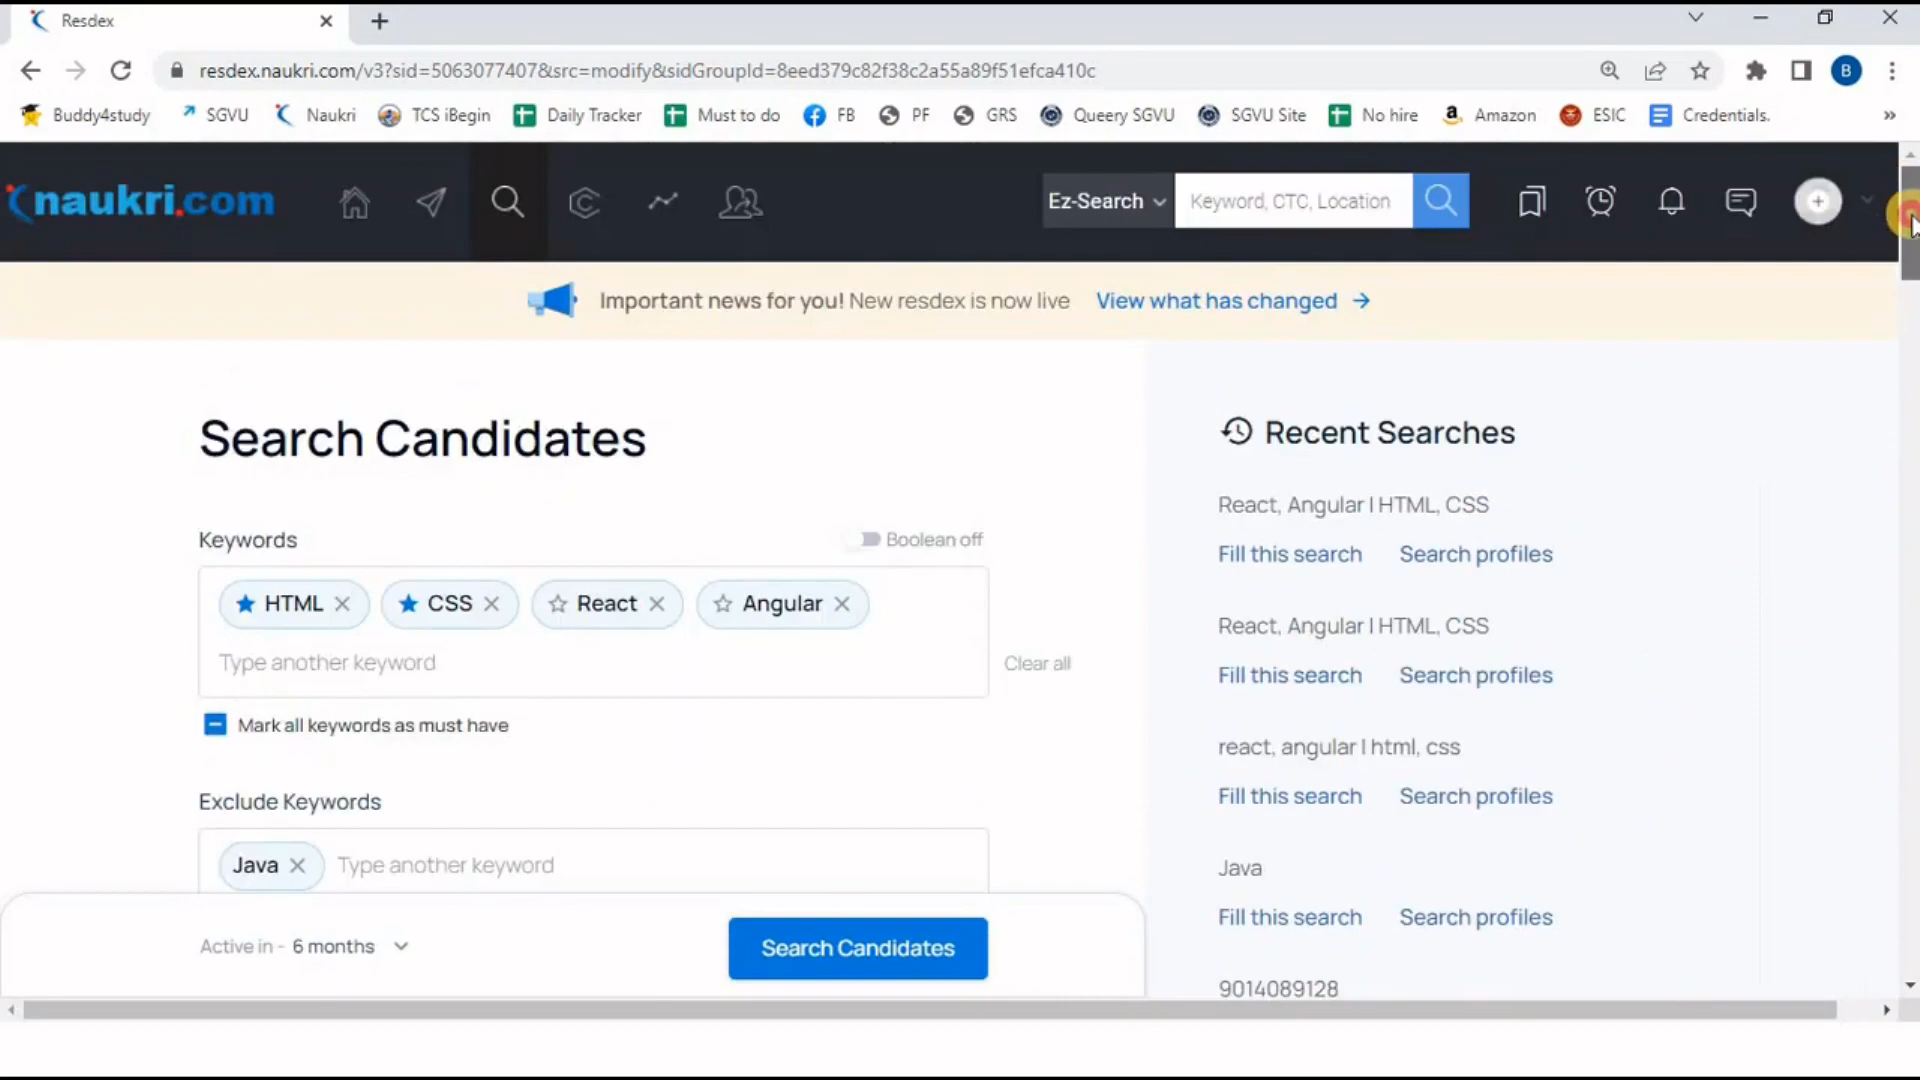 Resdex
resdex.naukri.com/v3?sid=5063077407&src=modify&sidGroupId=8eed379c82f38c2a55a89f51efca410c
B
Buddy4study SGVU Naukri TCS iBegin Daily Tracker Must to do FB PF GRS Queery SGVU SGVU Site No hire Amazon ESIC Credentials. »
naukri.com Ez-Search Keyword, CTC, Location
Important news for you! New resdex is now live View what has changed →
Search Candidates
Keywords Boolean off
HTML CSS React Angular
Type another keyword
Clear all
Mark all keywords as must have
Exclude Keywords
Java Type another keyword
Active in - 6 months
Search Candidates
Recent Searches
React, Angular | HTML, CSS
Fill this search Search profiles
React, Angular | HTML, CSS
Fill this search Search profiles
react, angular | html, css
Fill this search Search profiles
Java
Fill this search Search profiles
9014089128